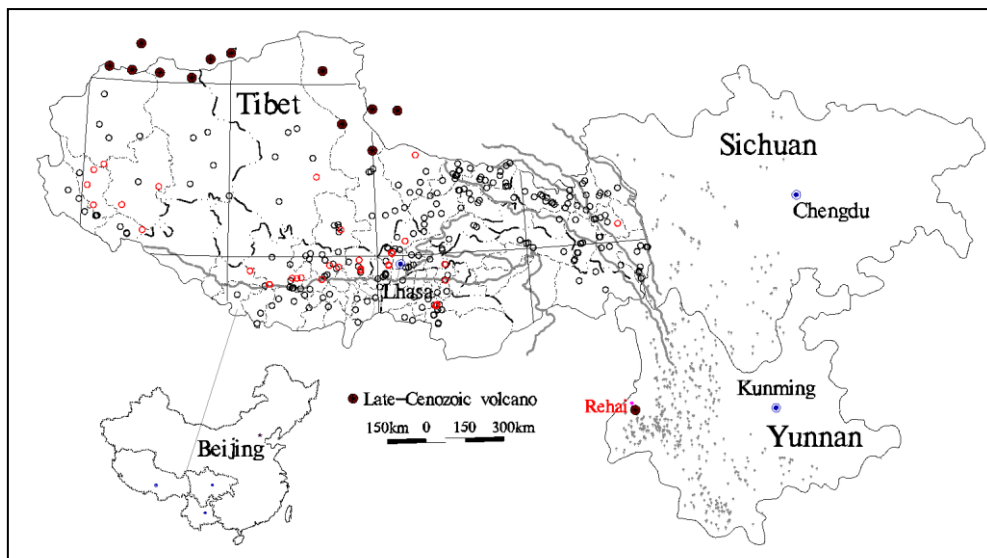 Tibet
Sichuan
Chengdu
Lhasa
Late-Cenozoic volcano
150km 0 150 300km
Rehai
Kunming
Yunnan
Beijing